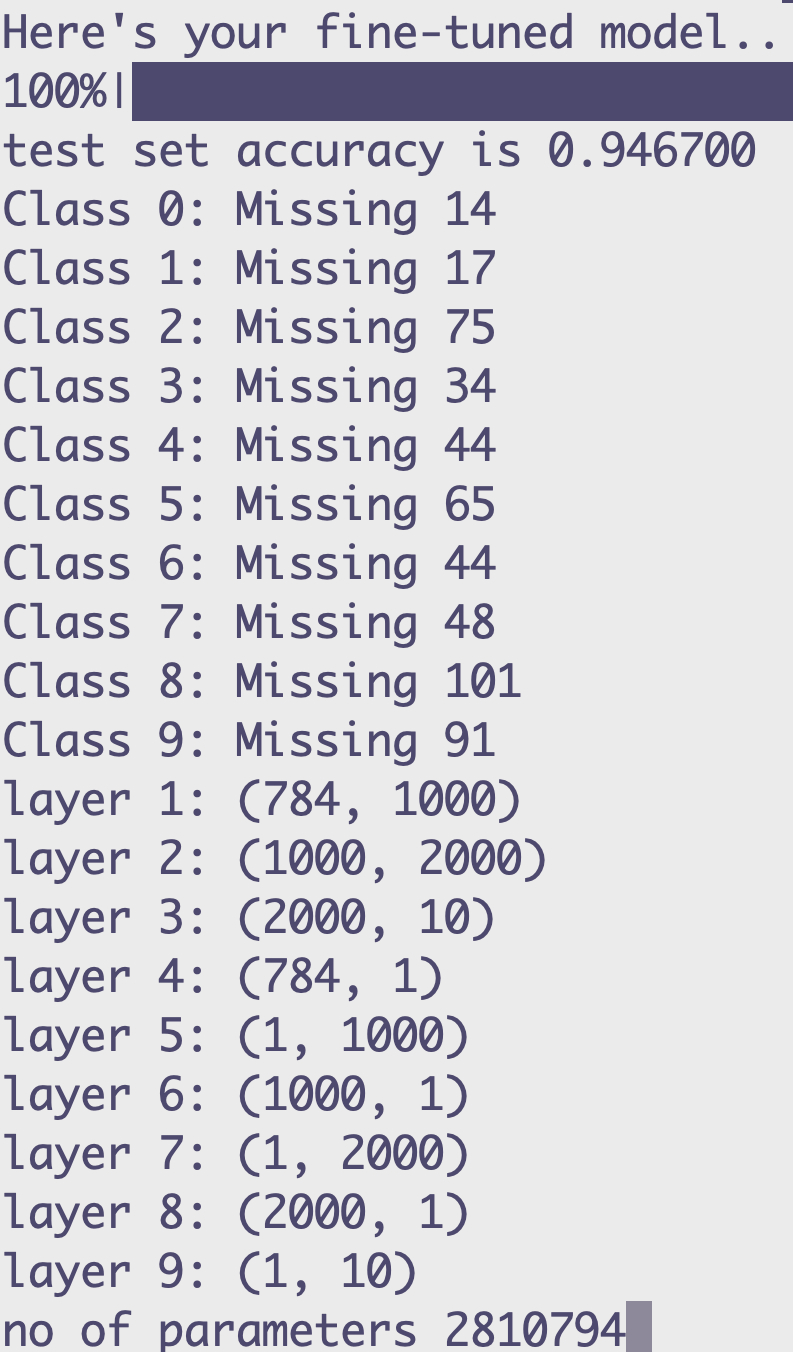 Here's your fine-tuned model..
100%|
test set accuracy is 0.946700
Class 0: Missing 14
Class 1: Missing 17
Class 2: Missing 75
Class 3: Missing 34
Class 4: Missing 44
Class 5: Missing 65
Class 6: Missing 44
Class 7: Missing 48
Class 8: Missing 101
Class 9: Missing 91
layer 1: (784, 1000)
layer 2: (1000, 2000)
layer 3: (2000, 10)
layer 4: (784, 1)
layer 5: (1, 1000)
layer 6: (1000, 1)
layer 7: (1, 2000)
layer 8: (2000, 1)
layer 9: (1, 10)
no of parameters 2810794